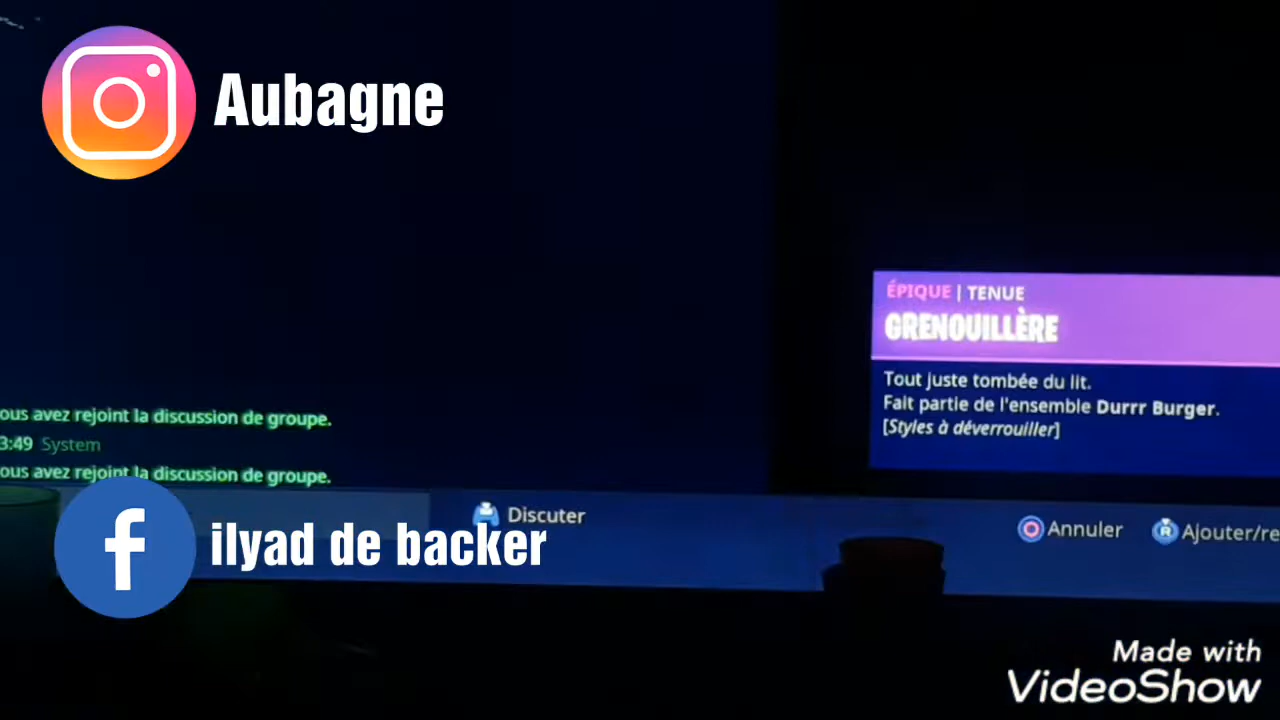 Aubagne
ÉPIQUE | TENUE
GRENOUILLÈRE
Tout juste tombée du lit.
Fait partie de l'ensemble Durrr Burger.
[Styles à déverrouiller]
ous avez rejoint la discussion de groupe.
3:49 System
ous avez rejoint la discussion de groupe.
Discuter
Annuler
R Ajouter/re
f ilyad de backer
Made with
VideoShow